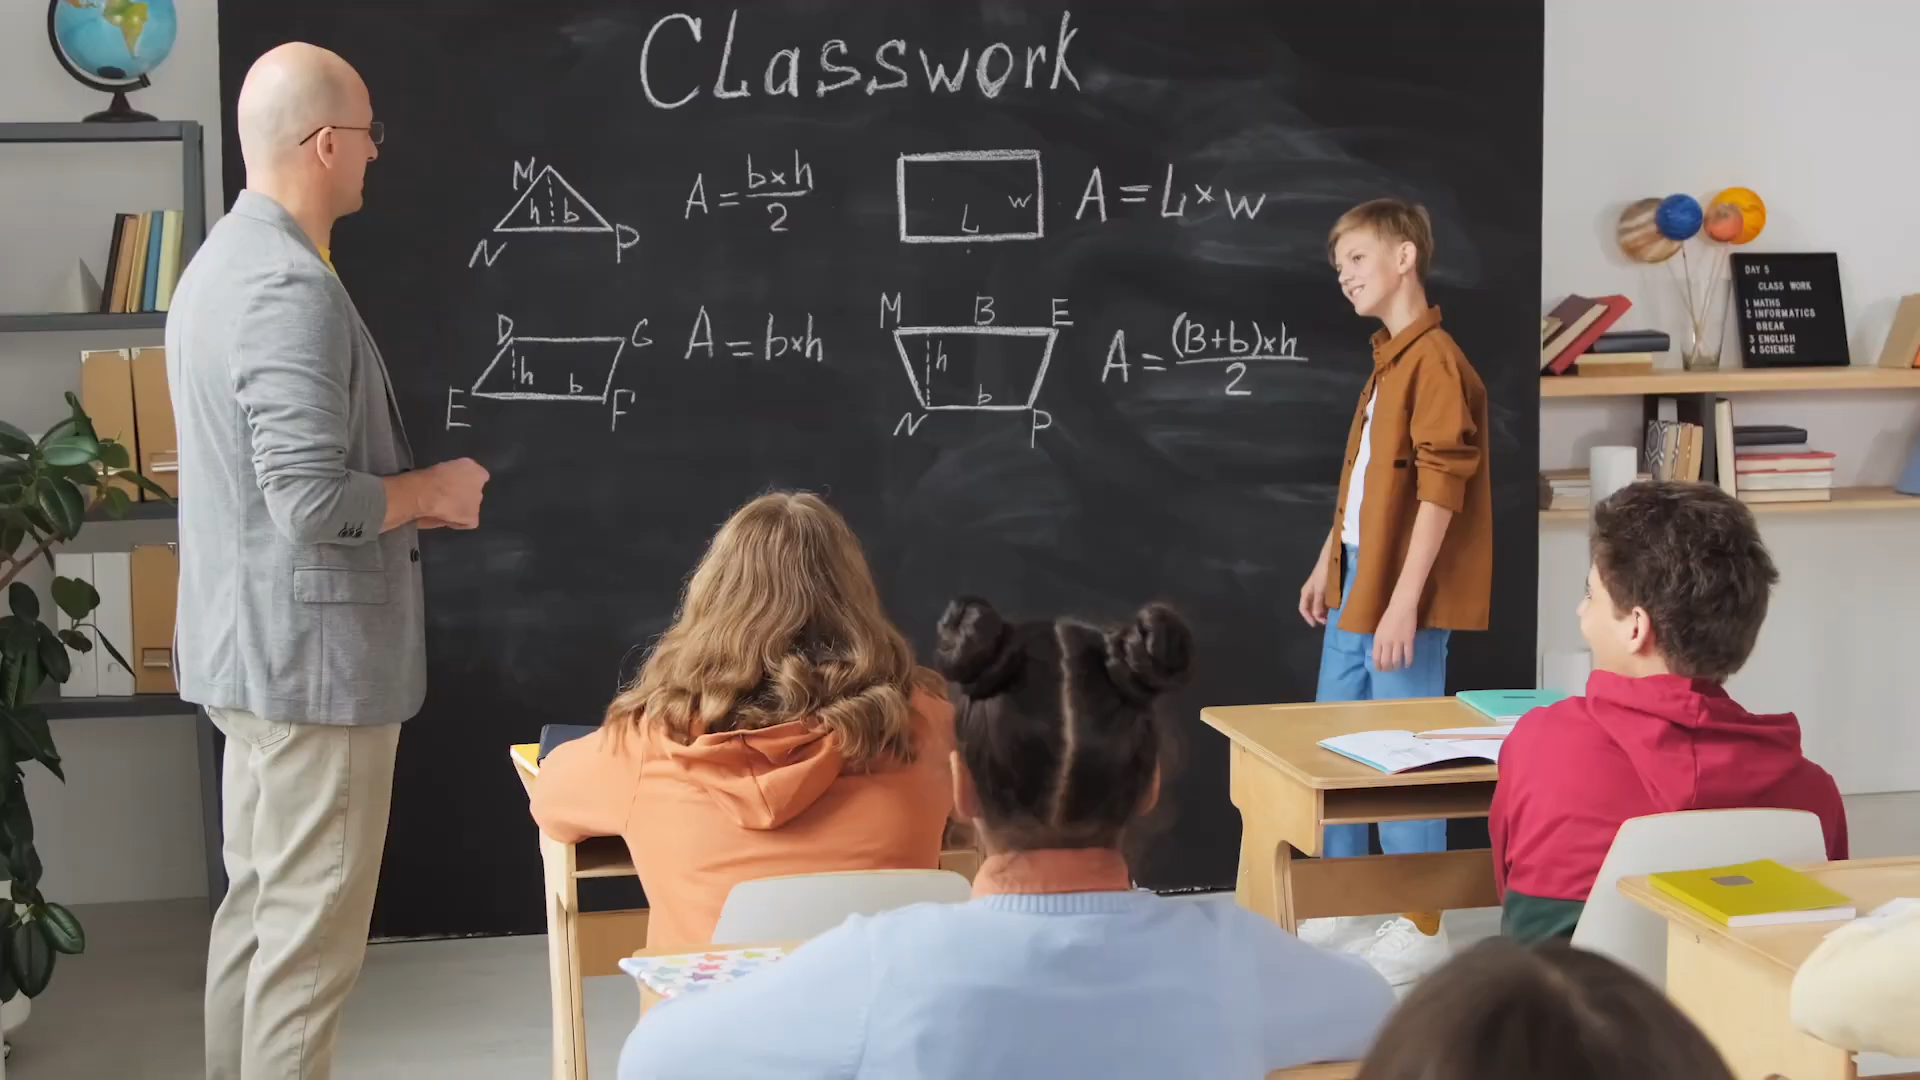 Classwork
M
h b
N P
A = b×h / 2
L w
A = L×w
D G
h b
E F
A = b×h
M B E
h
b
N P
A = (B+b)×h / 2
DAY 5
CLASS WORK
1 MATHS
2 INFORMATICS
BREAK
3 ENGLISH
4 SCIENCE